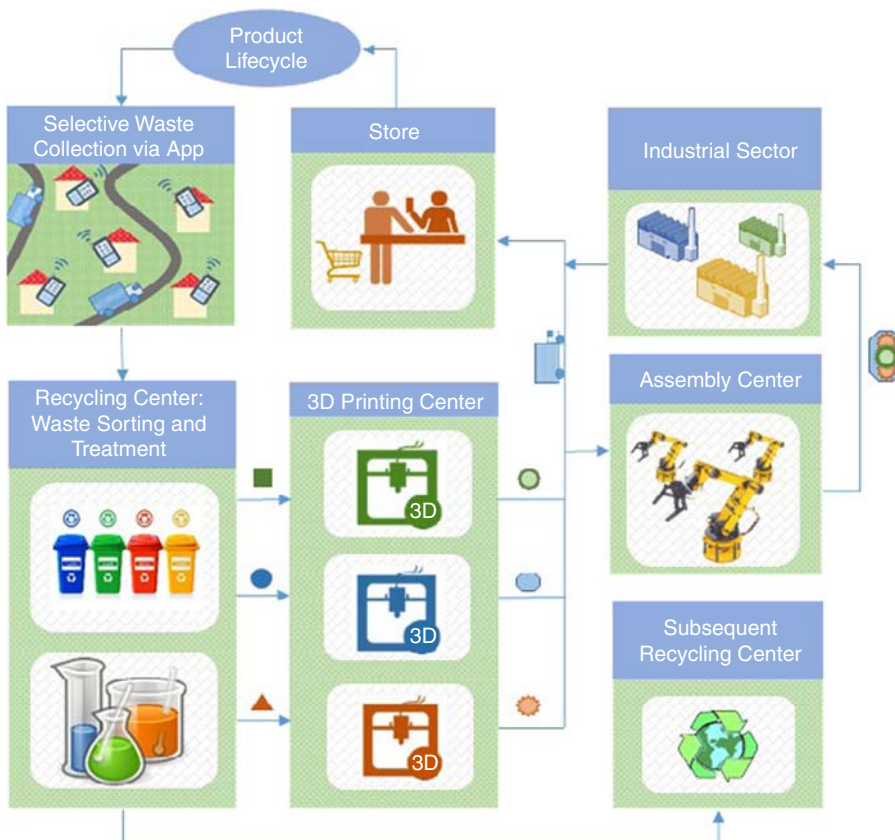 Product
Lifecycle
Selective Waste
Collection via App
Store
Industrial Sector
Recycling Center:
Waste Sorting and
Treatment
3D Printing Center
Assembly Center
3D
3D
3D
Subsequent
Recycling Center